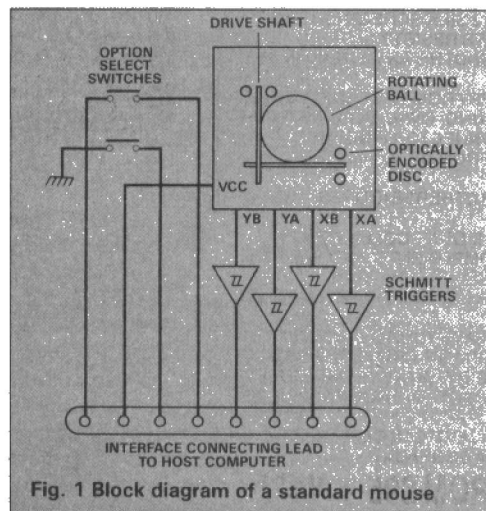 DRIVE SHAFT
OPTION
SELECT
SWITCHES
ROTATING
BALL
OPTICALLY
ENCODED
DISC
VCC
YB YA XB XA
SCHMITT
TRIGGERS
INTERFACE CONNECTING LEAD
TO HOST COMPUTER
Fig. 1 Block diagram of a standard mouse